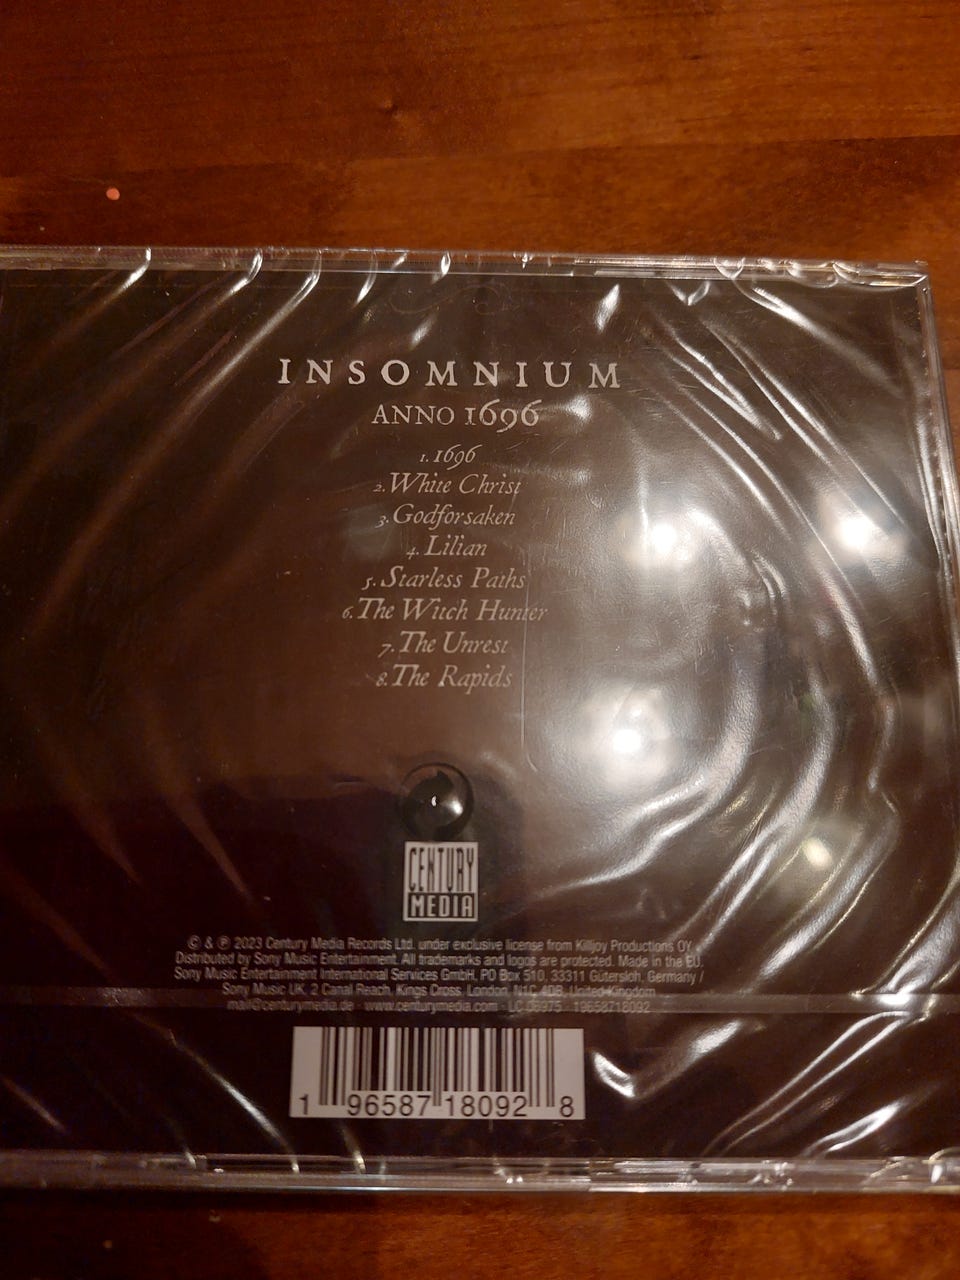 INSOMNIUM
ANNO 1696
1. 1696
2. White Christ
3. Godforsaken
4. Lilian
5. Starless Paths
6. The Witch Hunter
7. The Unrest
8. The Rapids
CENTURY
MEDIA
© & ℗ 2023 Century Media Records Ltd. under exclusive license from Killjoy Productions OY.
Distributed by Sony Music Entertainment. All trademarks and logos are protected. Made in the EU.
Sony Music Entertainment International Services GmbH, PO Box 510, 33311 Gütersloh, Germany /
Sony Music UK, 2 Canal Reach, Kings Cross, London, N1C 4DB, United Kingdom
mail@centurymedia.de · www.centurymedia.com · LC 06975 · 19658718092
1 96587 18092 8